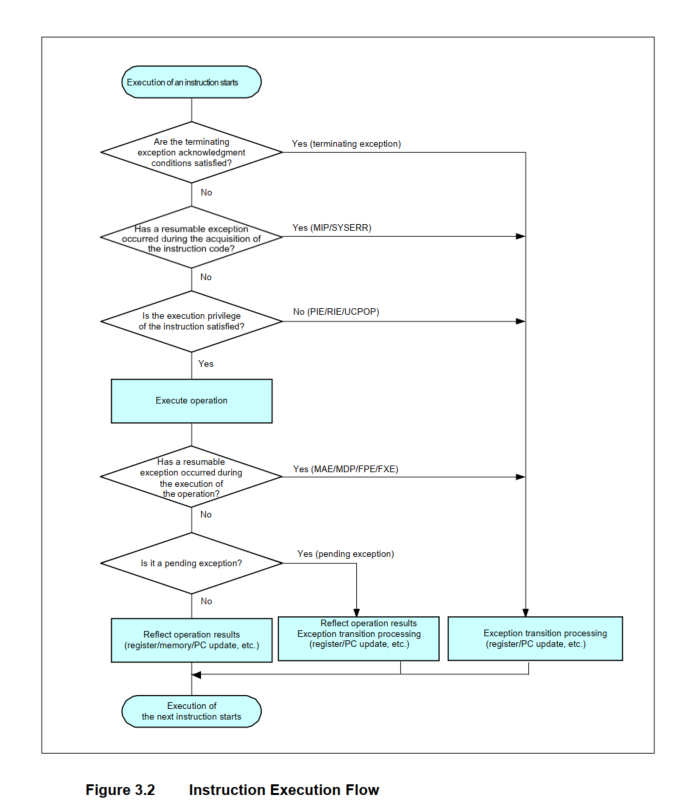 Execution of an instruction starts
Are the terminating
exception acknowledgment
conditions satisfied?
Yes (terminating exception)
No
Has a resumable exception
occurred during the acquisition of
the instruction code?
Yes (MIP/SYSERR)
No
Is the execution privilege
of the instruction satisfied?
No (PIE/RIE/UCPOP)
Yes
Execute operation
Has a resumable
exception occurred during
the execution of
the operation?
Yes (MAE/MDP/FPE/FXE)
No
Is it a pending exception?
Yes (pending exception)
No
Reflect operation results
(register/memory/PC update, etc.)
Reflect operation results
Exception transition processing
(register/PC update, etc.)
Exception transition processing
(register/PC update, etc.)
Execution of
the next instruction starts
Figure 3.2 Instruction Execution Flow